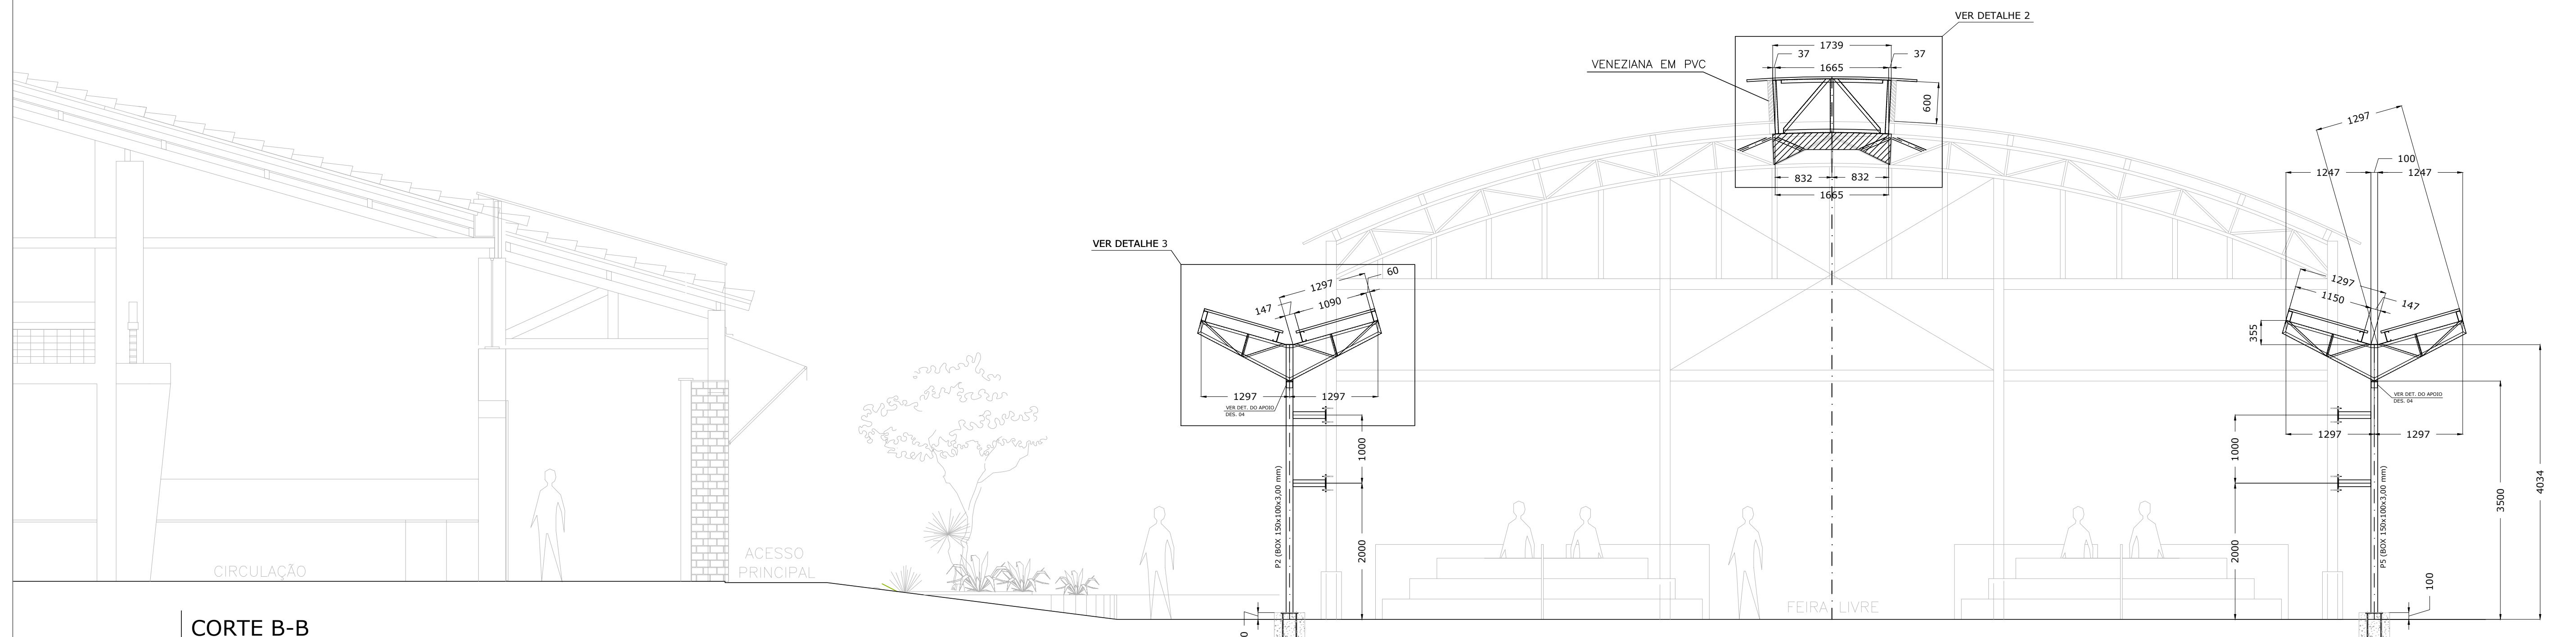 VER DETALHE 2
1739
37
37
VENEZIANA EM PVC
1665
600
832
832
1665
1297
100
1247
1247
VER DETALHE 3
60
1297
147
1090
1297
1150
147
355
1297
1297
VER DET. DO APOIO
DES. 04
VER DET. DO APOIO
DES. 04
1297
1297
1000
1000
P2 (BOX 150x100x3,00 mm)
P5 (BOX 150x100x3,00 mm)
4034
3500
2000
2000
100
ACESSO
PRINCIPAL
CIRCULAÇÃO
FEIRA LIVRE
CORTE B-B